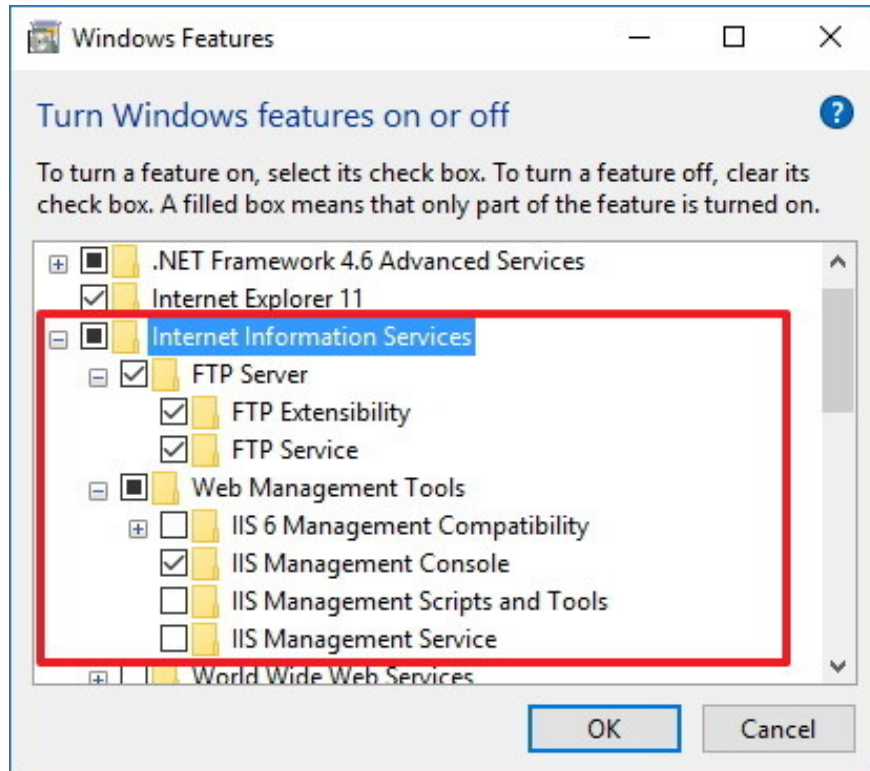 Windows Features
Turn Windows features on or off
To turn a feature on, select its check box. To turn a feature off, clear its
check box. A filled box means that only part of the feature is turned on.
.NET Framework 4.6 Advanced Services
Internet Explorer 11
Internet Information Services
FTP Server
FTP Extensibility
FTP Service
Web Management Tools
IIS 6 Management Compatibility
IIS Management Console
IIS Management Scripts and Tools
IIS Management Service
World Wide Web Services
OK Cancel